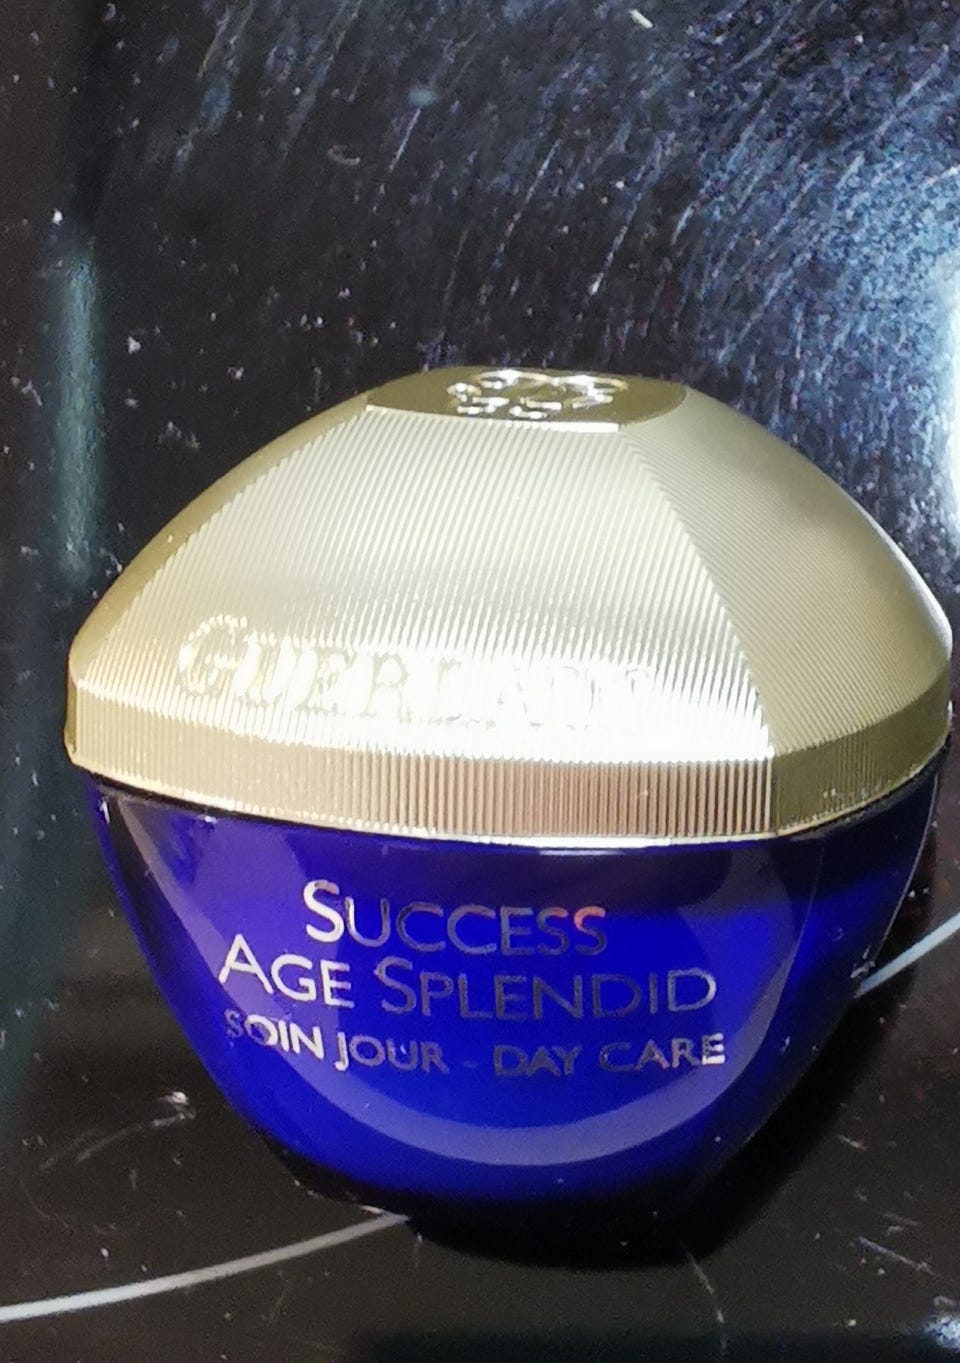 GUERLAIN
SUCCESS
AGE SPLENDID
SOIN JOUR - DAY CARE